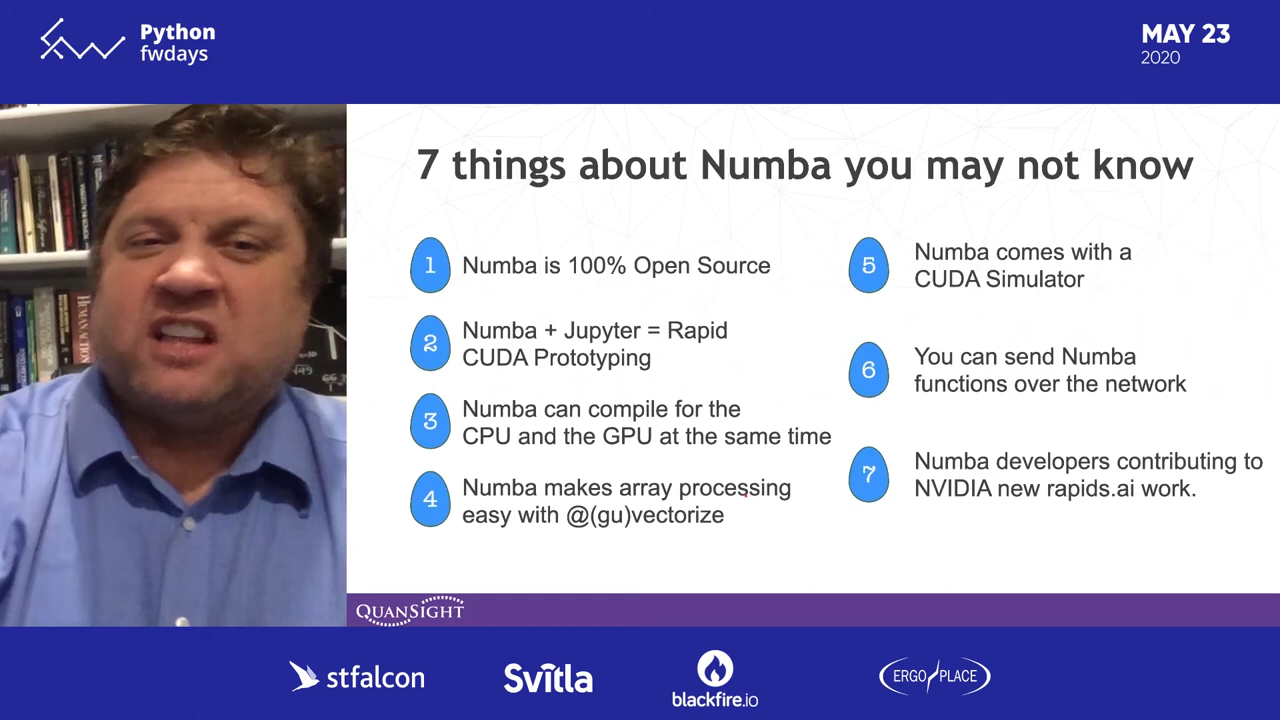 Python
fwdays
MAY 23
2020
7 things about Numba you may not know
1
Numba is 100% Open Source
2
Numba + Jupyter = Rapid
CUDA Prototyping
3
Numba can compile for the
CPU and the GPU at the same time
4
Numba makes array processing
easy with @(gu)vectorize
5
Numba comes with a
CUDA Simulator
6
You can send Numba
functions over the network
7
Numba developers contributing to
NVIDIA new rapids.ai work.
QUANSIGHT
stfalcon
Svitla
blackfire.io
ERGO PLACE